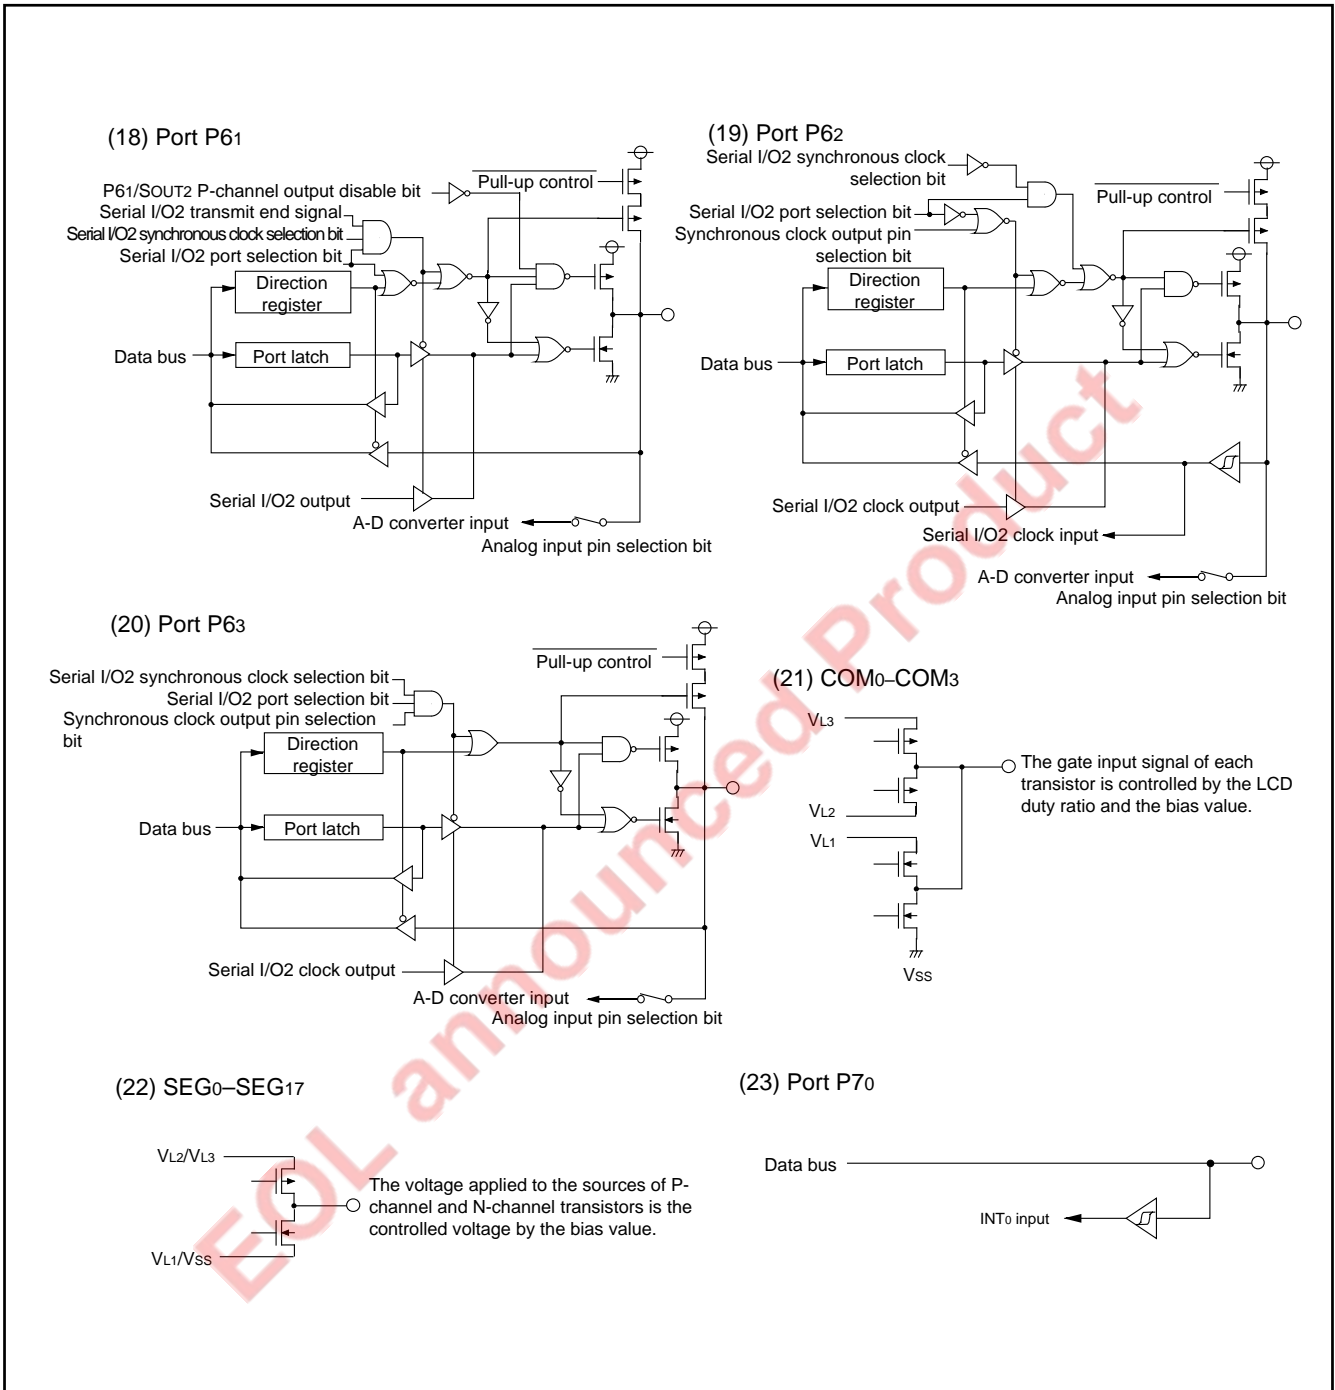 (18) Port P61
P61/SOUT2 P-channel output disable bit
Serial I/O2 transmit end signal
Serial I/O2 synchronous clock selection bit
Serial I/O2 port selection bit
Pull-up control
Direction
register
Data bus
Port latch
Serial I/O2 output
A-D converter input
Analog input pin selection bit
(19) Port P62
Serial I/O2 synchronous clock
selection bit
Serial I/O2 port selection bit
Synchronous clock output pin
selection bit
Pull-up control
Direction
register
Data bus
Port latch
Serial I/O2 clock output
Serial I/O2 clock input
A-D converter input
Analog input pin selection bit
(20) Port P63
Serial I/O2 synchronous clock selection bit
Serial I/O2 port selection bit
Synchronous clock output pin selection
bit
Pull-up control
Direction
register
Data bus
Port latch
Serial I/O2 clock output
A-D converter input
Analog input pin selection bit
(21) COM0–COM3
VL3
VL2
VL1
VSS
The gate input signal of each
transistor is controlled by the LCD
duty ratio and the bias value.
(22) SEG0–SEG17
VL2/VL3
VL1/VSS
The voltage applied to the sources of P-
channel and N-channel transistors is the
controlled voltage by the bias value.
(23) Port P70
Data bus
INT0 input
EOL announced Product